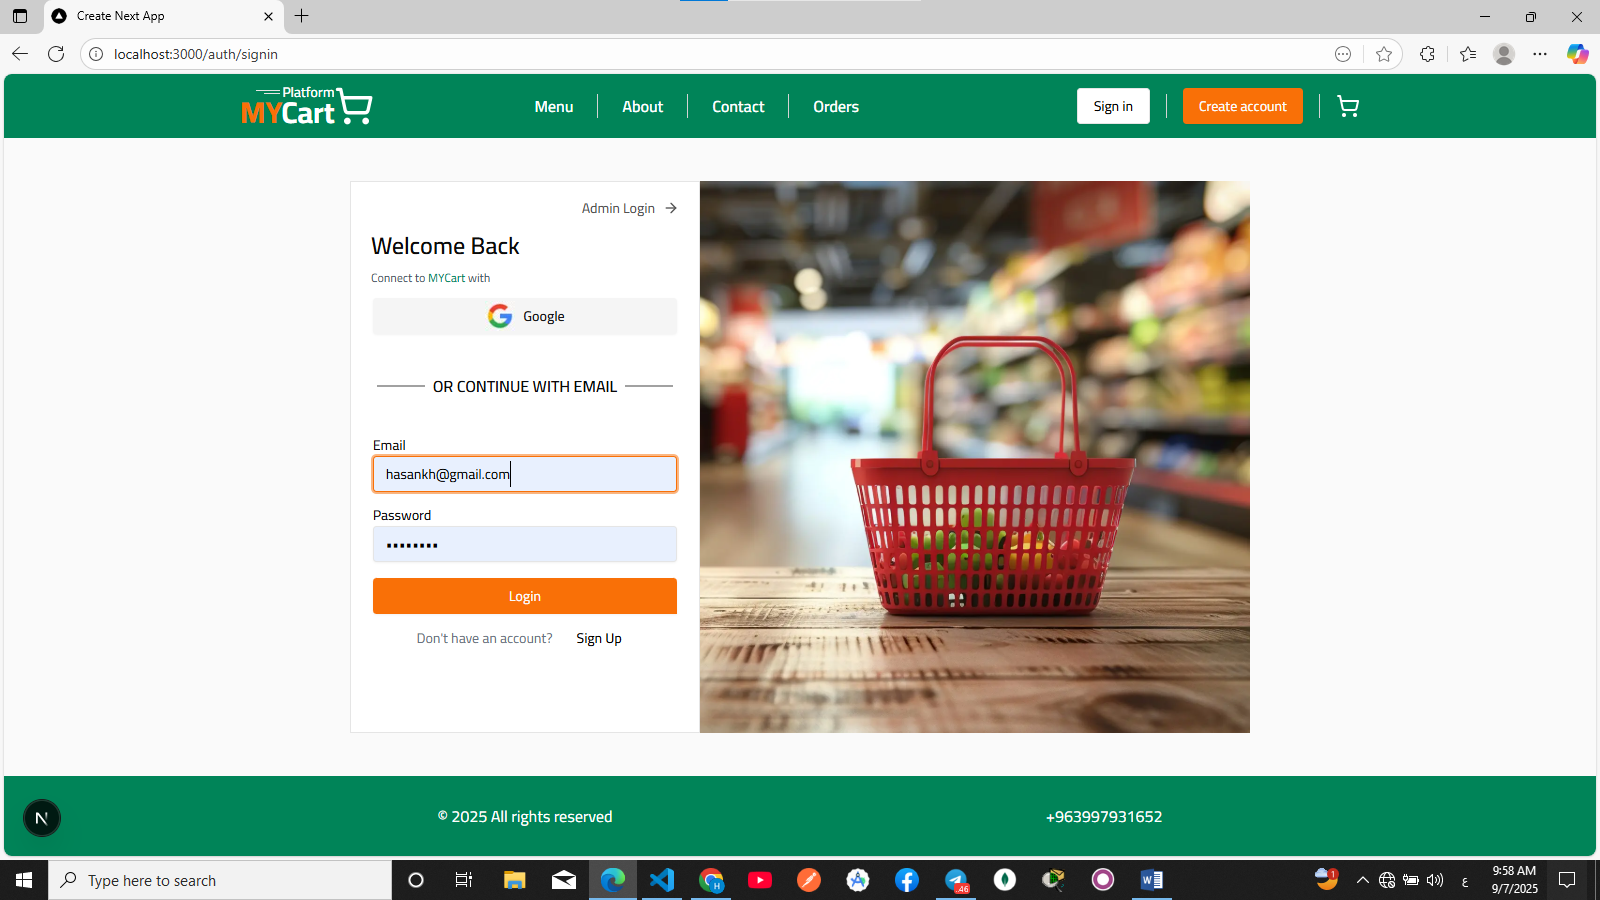 Create Next App
localhost:3000/auth/signin
Platform
MYCart
Menu
About
Contact
Orders
Sign in
Create account
Admin Login
Welcome Back
Connect to MYCart with
Google
OR CONTINUE WITH EMAIL
Email
hasankh@gmail.com
Password
Login
Don't have an account?
Sign Up
N
© 2025 All rights reserved
+963997931652
Type here to search
H
46
1
ع
9:58 AM
9/7/2025